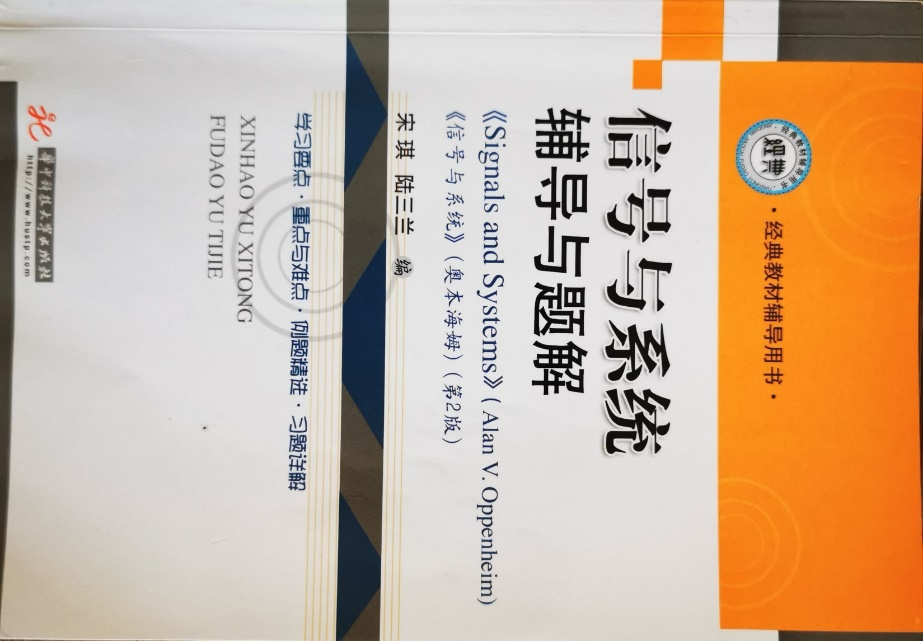 · 经典教材辅导用书 ·
经典
信号与系统
辅导与题解
《Signals and Systems》( Alan V. Oppenheim)
《信号与系统》(奥本海姆)(第2版)
宋 琪 陆三兰 编
学习要点·重点与难点·例题精选·习题详解
XINHAO YU XITONG
FUDAO YU TIJIE
华中科技大学出版社
http://www.hustp.com